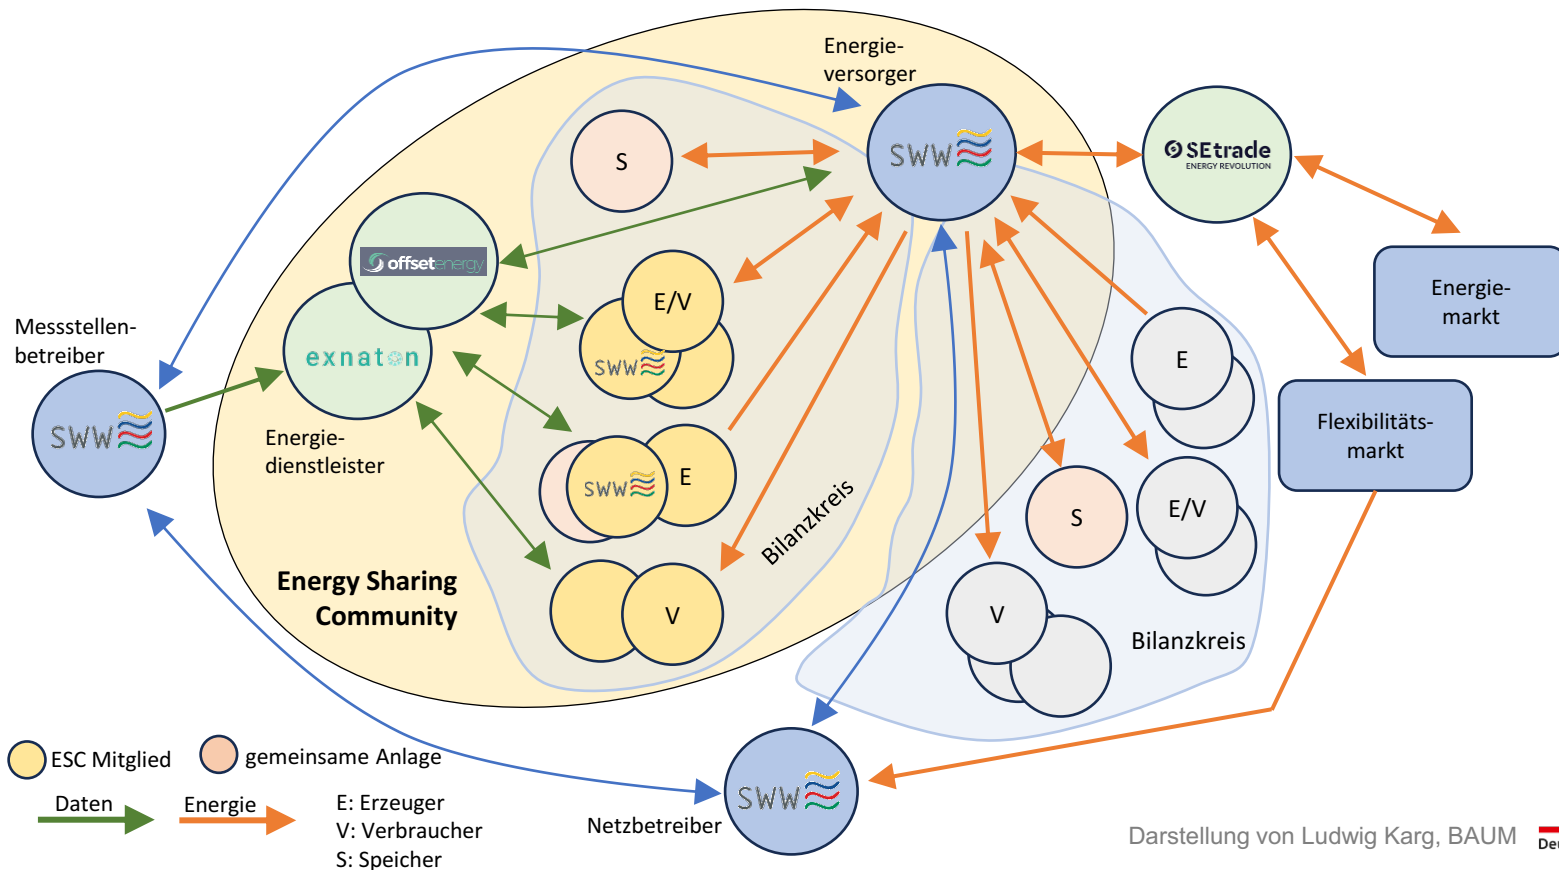 Energie-
versorger
S
SWW
SEtrade
ENERGY REVOLUTION
offsetenergy
E/V
Energie-
markt
Messstellen-
betreiber
exnaton
SWW
E
SWW
Energie-
dienstleister
Flexibilitäts-
markt
SWW
E
S
E/V
Bilanzkreis
Energy Sharing
Community
V
V
Bilanzkreis
ESC Mitglied
gemeinsame Anlage
SWW
Daten
Energie
E: Erzeuger
V: Verbraucher
S: Speicher
Netzbetreiber
Darstellung von Ludwig Karg, BAUM